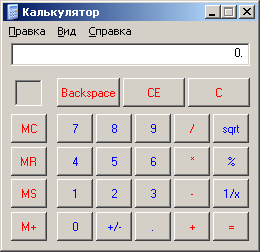 Калькулятор
Правка Вид Справка
0.
Backspace CE C
MC 7 8 9 / sqrt
MR 4 5 6 * %
MS 1 2 3 - 1/x
M+ 0 +/- . + =